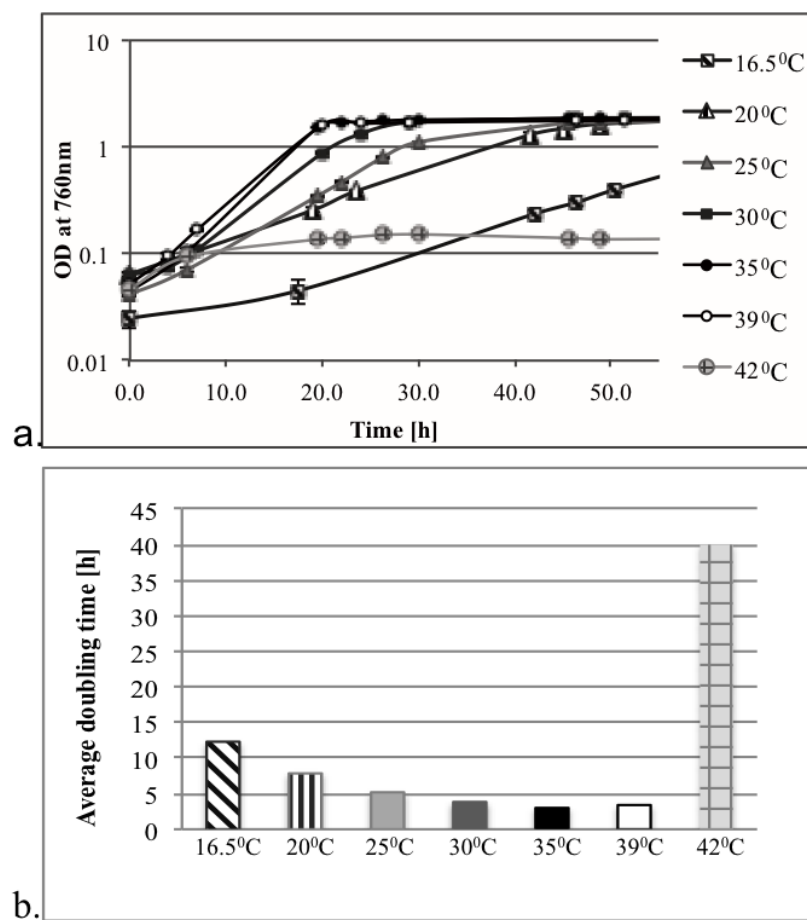 10
1
0.1
0.01
OD at 760nm
0.0 10.0 20.0 30.0 40.0 50.0
Time [h]
16.5⁰C
20⁰C
25⁰C
30⁰C
35⁰C
39⁰C
42⁰C
a.
45
40
35
30
25
20
15
10
5
0
Average doubling time [h]
16.5⁰C 20⁰C 25⁰C 30⁰C 35⁰C 39⁰C 42⁰C
b.